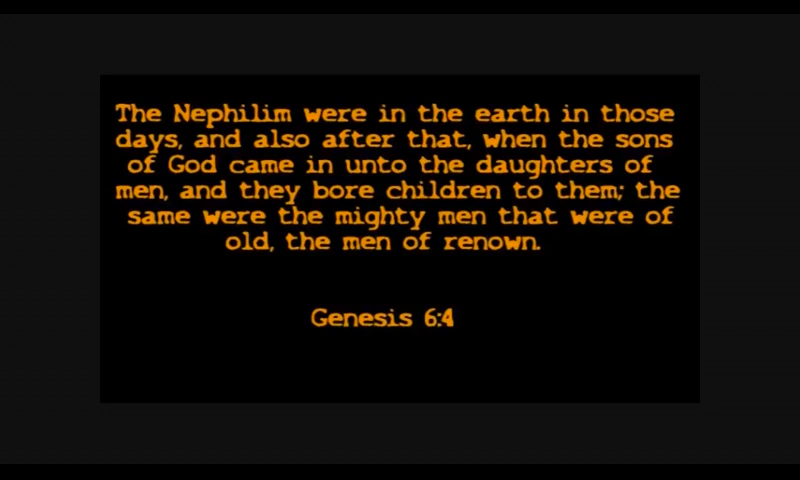 The Nephilim were in the earth in those
days, and also after that, when the sons
of God came in unto the daughters of
men, and they bore children to them; the
same were the mighty men that were of
old, the men of renown.
Genesis 6:4